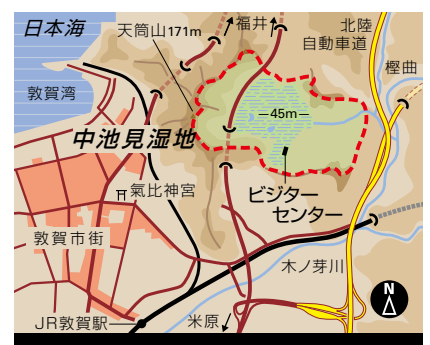 日本海
天筒山171m
福井
北陸
自動車道
樫曲
敦賀湾
45m
中池見湿地
氣比神宮
ビジター
センター
敦賀市街
木ノ芽川
JR敦賀駅
米原
N